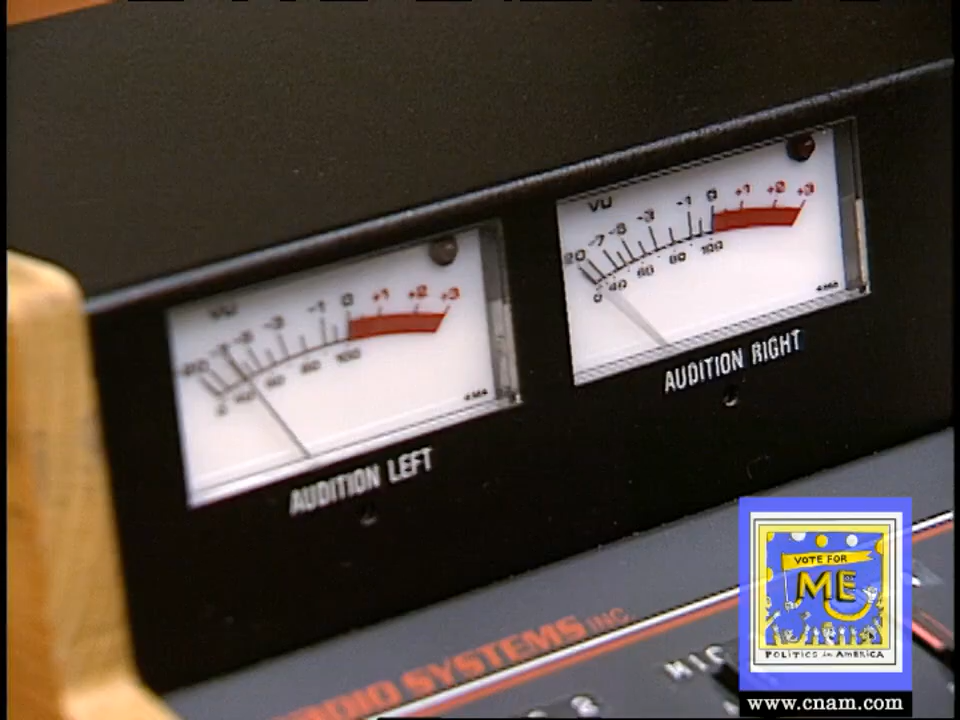 VU
20 -7 -5 -3 -1 0 +1 +2 +3
0 40 60 80 100
AUDITION RIGHT
VU
20 -7 -5 -3 -1 0 +1 +2 +3
0 40 60 80 100
AUDITION LEFT
SYSTEMS INC.
MIC
VOTE FOR
ME
POLITICS in AMERICA
www.cnam.com